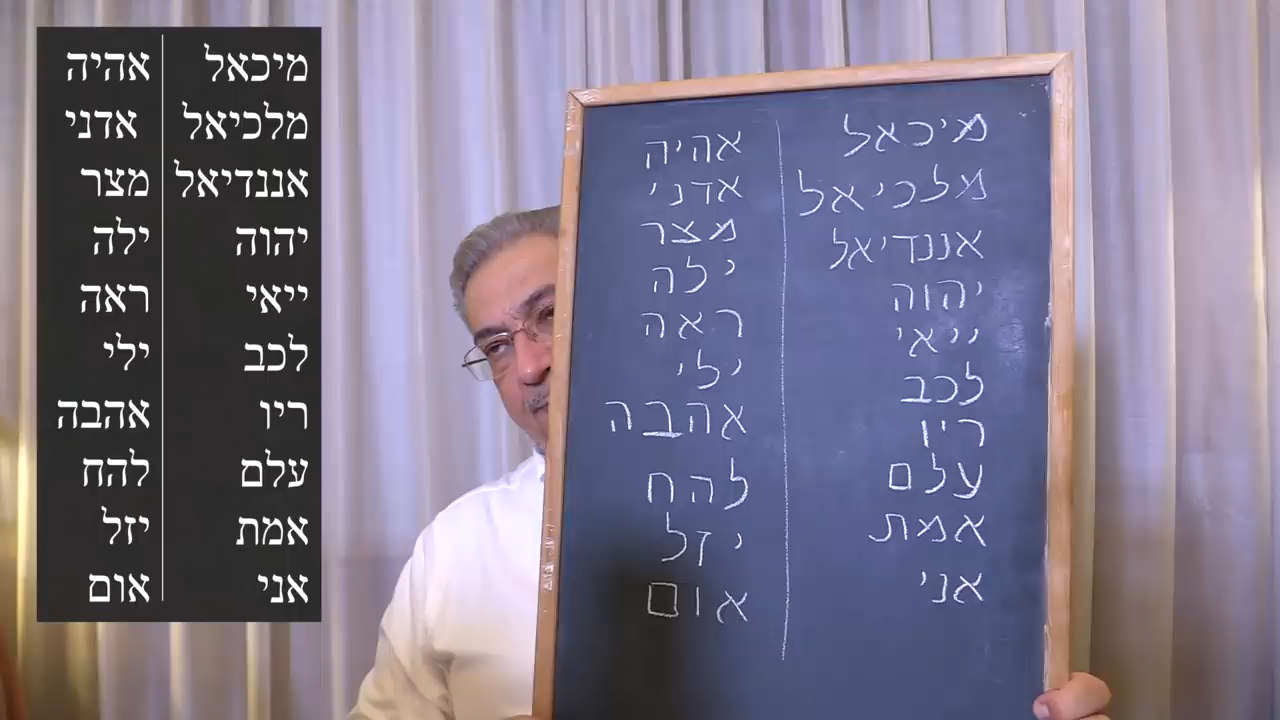 מיכאל אהיה
מלכיאל אדני
אננדיאל מצר
יהוה ילה
ייאי ראה
לכב ילי
ריו אהבה
עלם להח
אמת יזל
אני אום
מיכאל אהיה
מלכיאל אדני
אננדיאל מצר
יהוה ילה
ייאי ראה
לכב ילי
ריו אהבה
עלם להח
אמת יזל
אני אום